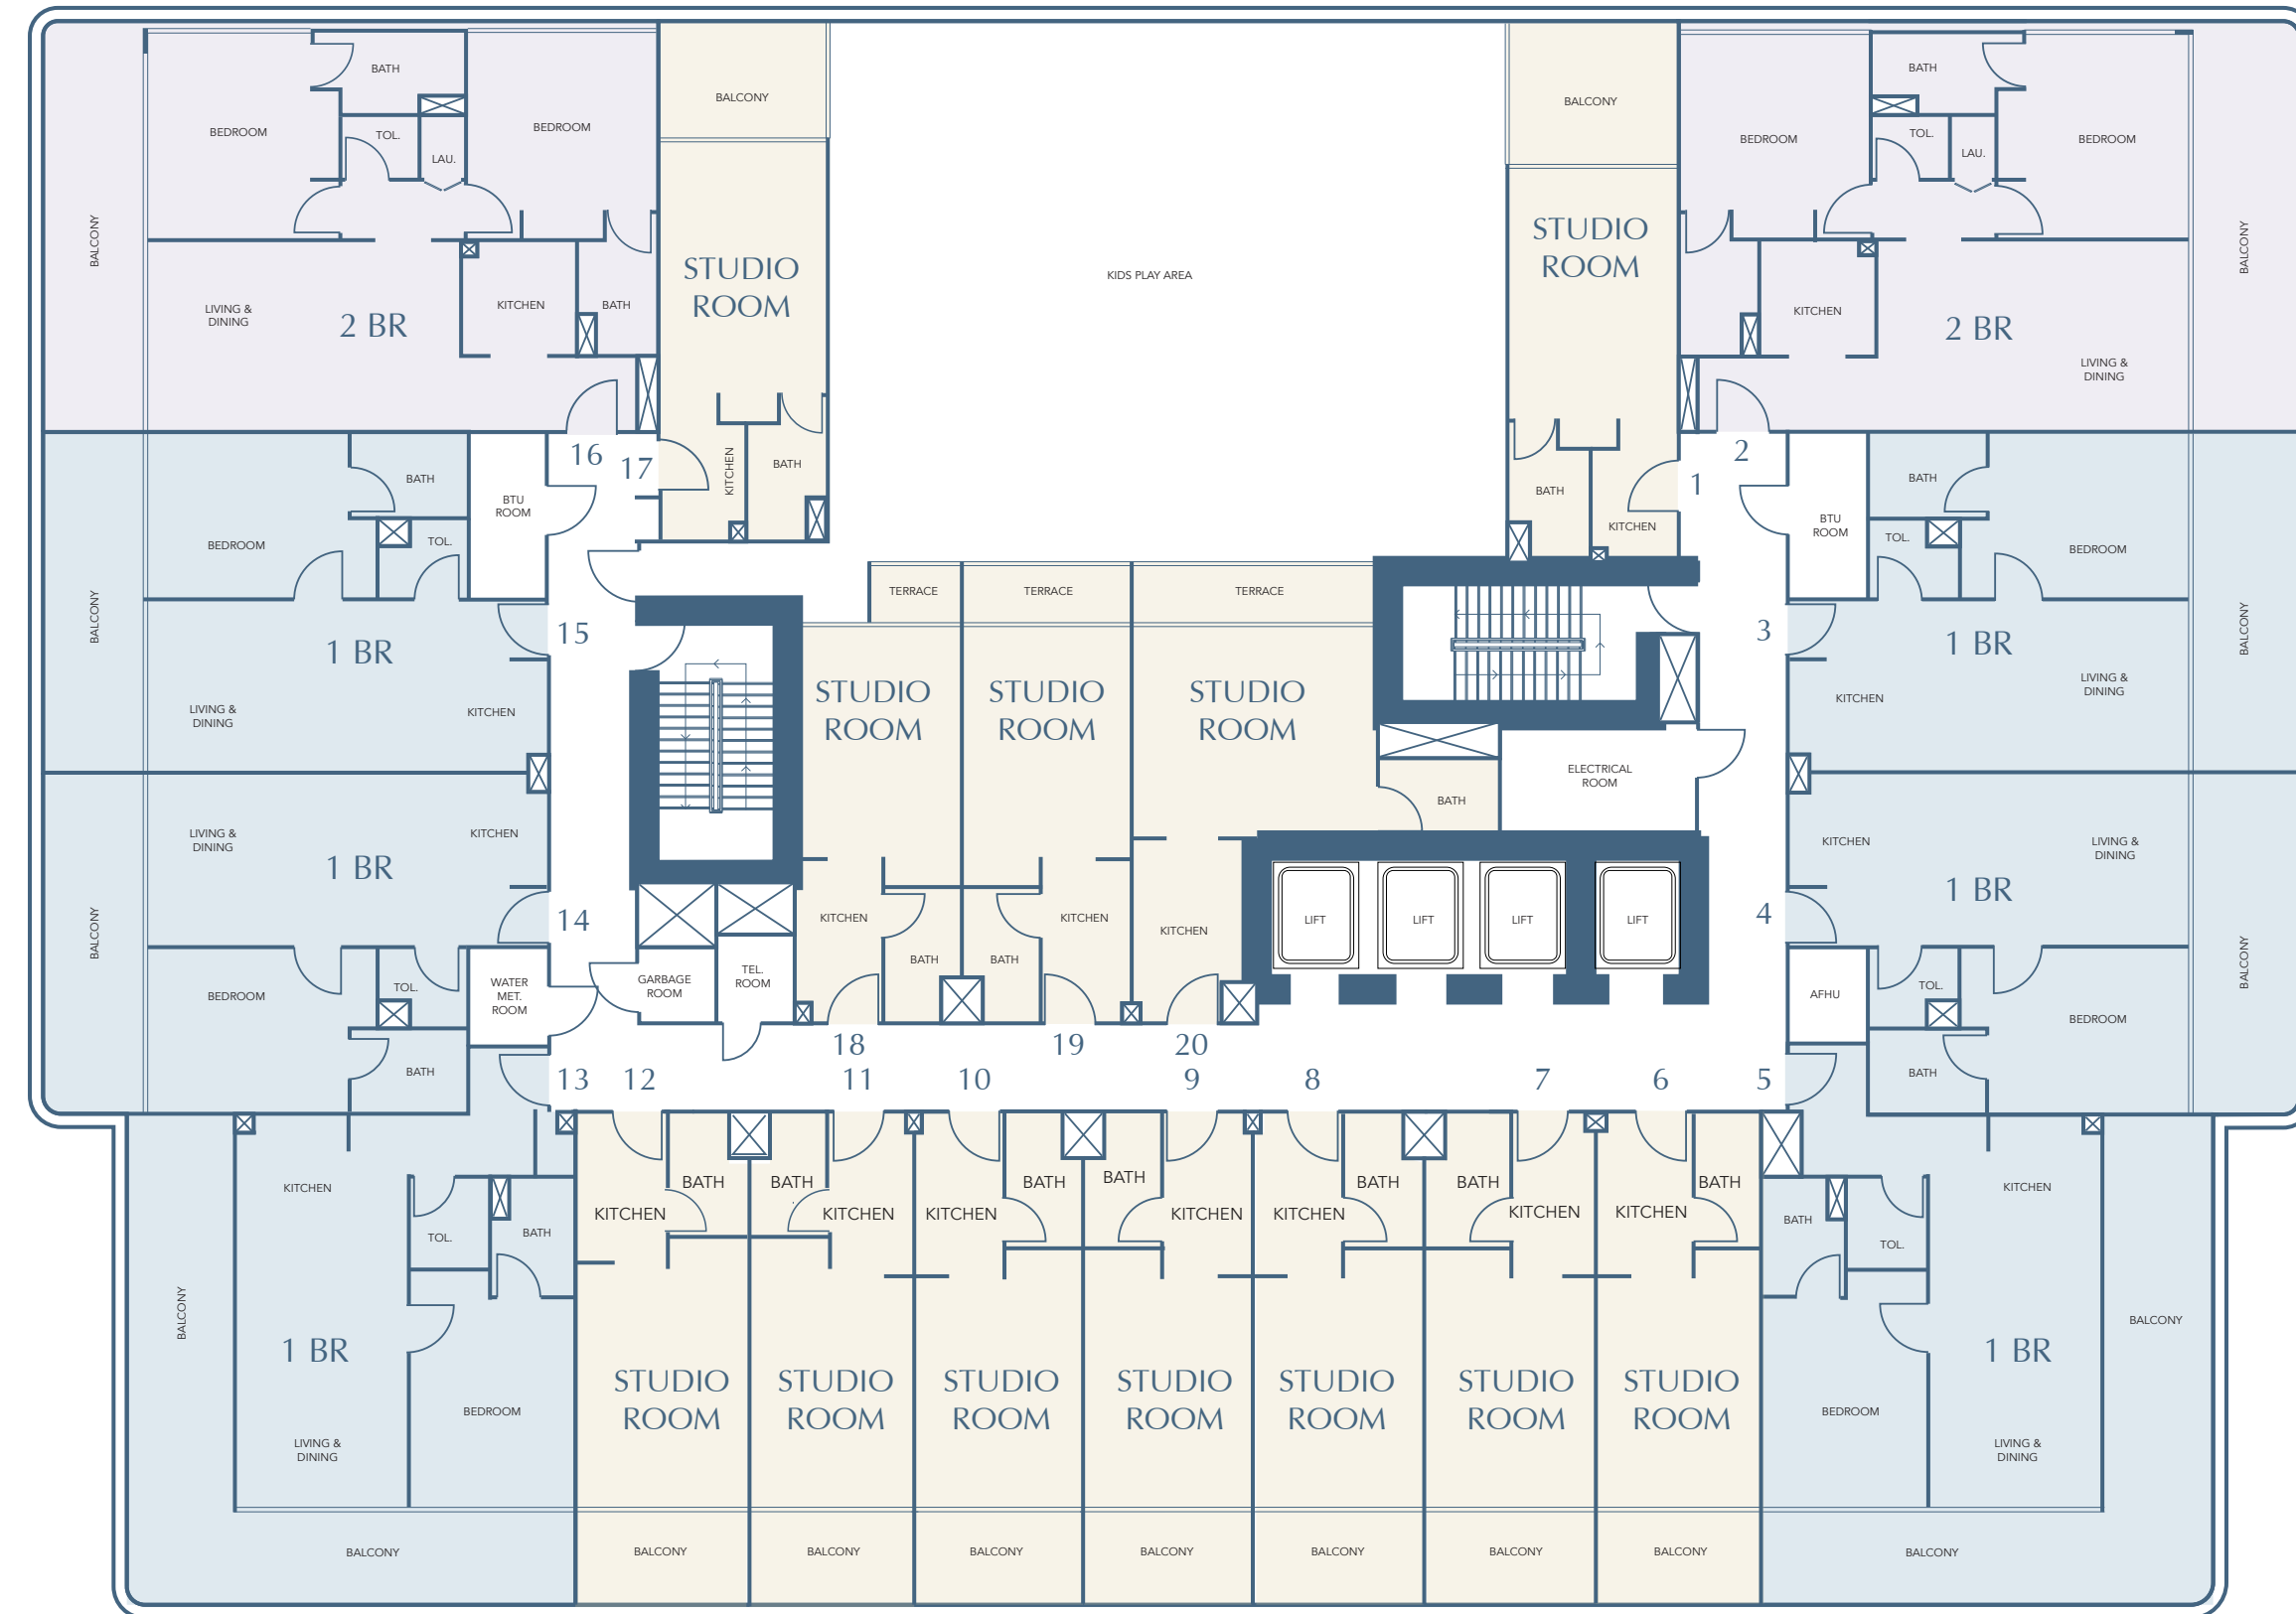 BATH
BALCONY
BALCONY
BATH
BEDROOM
TOL.
LAU.
BEDROOM
BEDROOM
TOL.
LAU.
BEDROOM
BALCONY
STUDIO
ROOM
KIDS PLAY AREA
STUDIO
ROOM
BALCONY
LIVING &
DINING
2 BR
KITCHEN
BATH
KITCHEN
2 BR
LIVING &
DINING
16
17
KITCHEN
BATH
2
1
BATH
KITCHEN
BATH
BTU
ROOM
BEDROOM
TOL.
BTU
ROOM
BATH
TOL.
BEDROOM
BALCONY
15
1 BR
LIVING &
DINING
KITCHEN
TERRACE
TERRACE
TERRACE
STUDIO
ROOM
STUDIO
ROOM
STUDIO
ROOM
3
1 BR
KITCHEN
LIVING &
DINING
BALCONY
ELECTRICAL
ROOM
BATH
LIVING &
DINING
KITCHEN
1 BR
14
BALCONY
KITCHEN
BATH
BATH
KITCHEN
KITCHEN
LIFT
LIFT
LIFT
LIFT
4
KITCHEN
LIVING &
DINING
1 BR
BALCONY
BEDROOM
TOL.
WATER
MET.
ROOM
GARBAGE
ROOM
TEL.
ROOM
AFHU
TOL.
BEDROOM
BATH
BATH
18
19
20
13
12
11
10
9
8
7
6
5
KITCHEN
TOL.
BATH
KITCHEN
BATH
BATH
KITCHEN
KITCHEN
BATH
BATH
KITCHEN
KITCHEN
BATH
BATH
KITCHEN
KITCHEN
BATH
BATH
TOL.
KITCHEN
BALCONY
1 BR
BEDROOM
LIVING &
DINING
STUDIO
ROOM
STUDIO
ROOM
STUDIO
ROOM
STUDIO
ROOM
STUDIO
ROOM
STUDIO
ROOM
STUDIO
ROOM
BEDROOM
1 BR
LIVING &
DINING
BALCONY
BALCONY
BALCONY
BALCONY
BALCONY
BALCONY
BALCONY
BALCONY
BALCONY
BALCONY